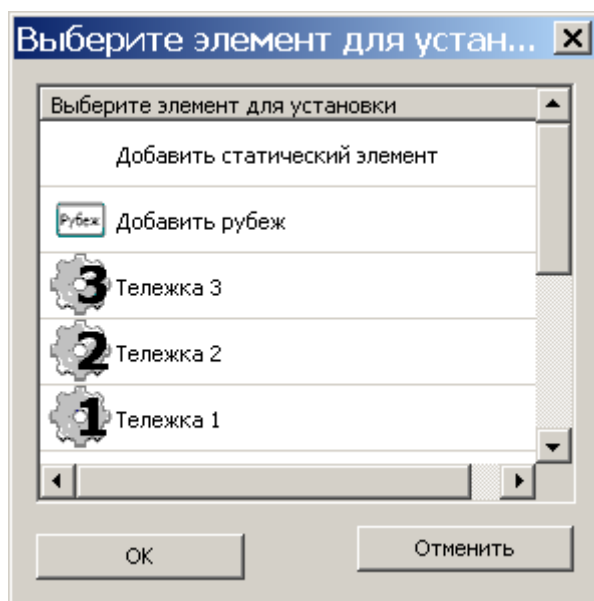 Выберите элемент для устан...
Выберите элемент для установки
Добавить статический элемент
Рубеж Добавить рубеж
3 Тележка 3
2 Тележка 2
1 Тележка 1
OK
Отменить